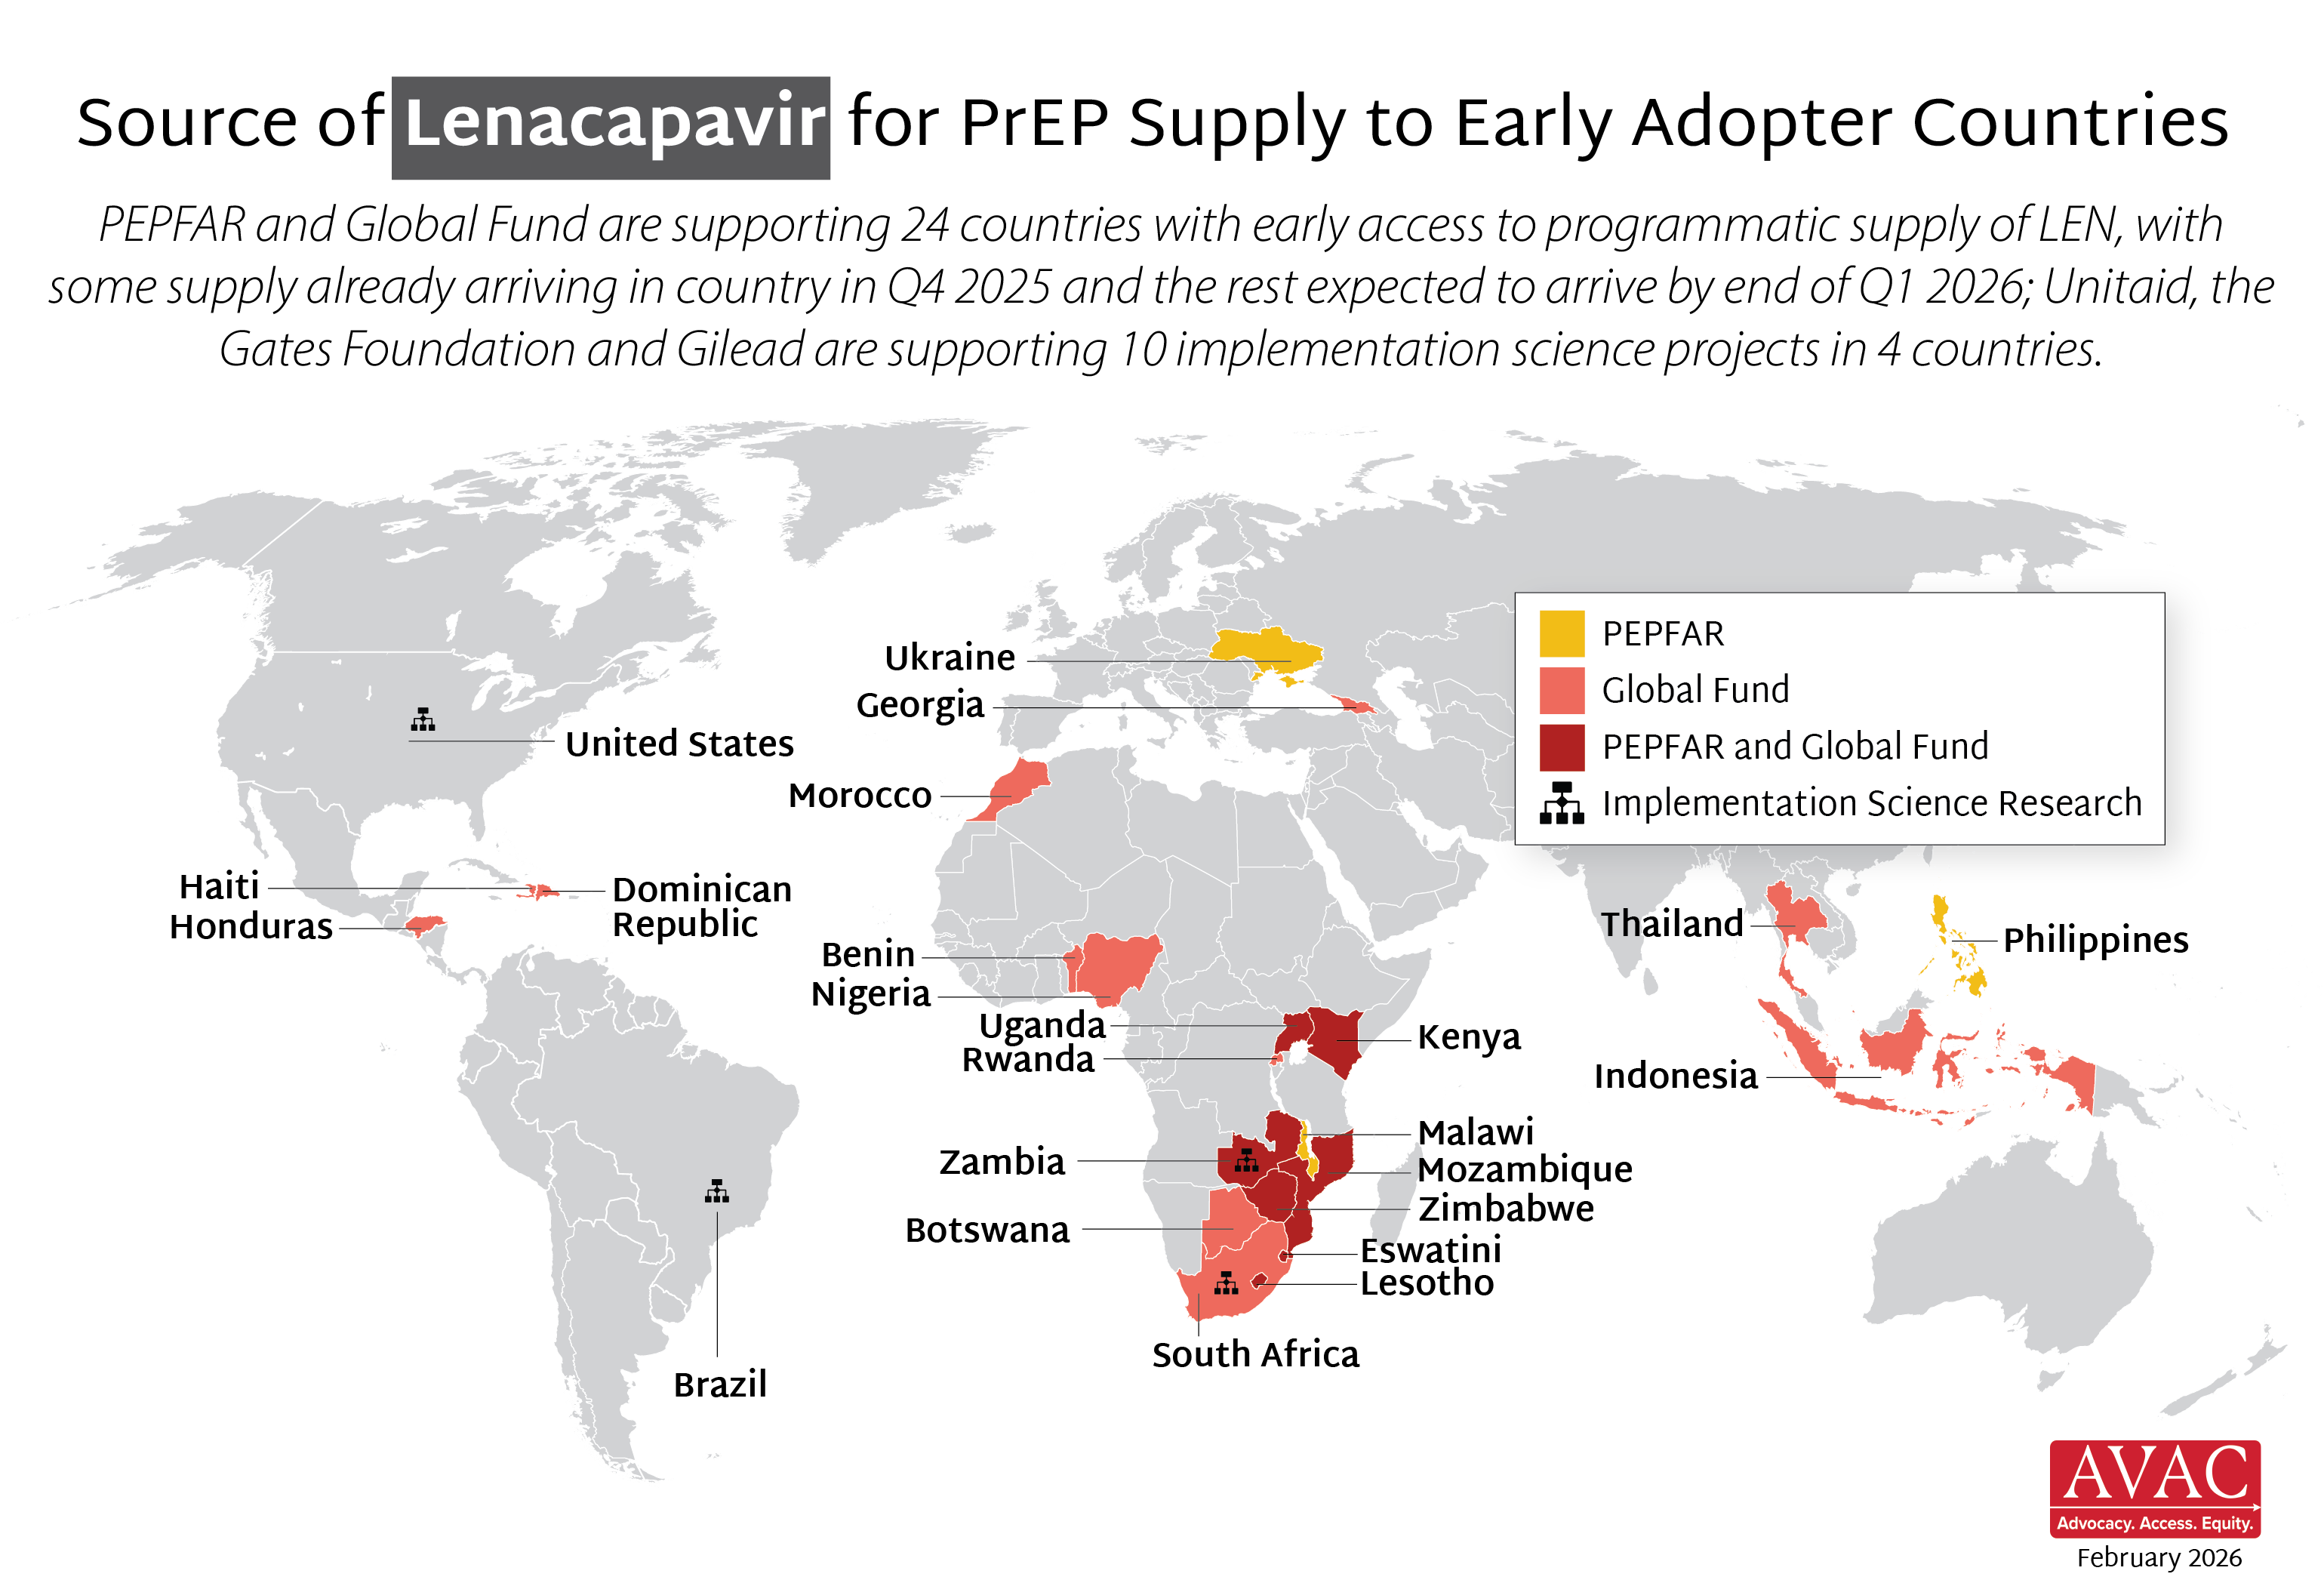 Source of Lenacapavir for PrEP Supply to Early Adopter Countries
PEPFAR and Global Fund are supporting 24 countries with early access to programmatic supply of LEN, with
some supply already arriving in country in Q4 2025 and the rest expected to arrive by end of Q1 2026; Unitaid, the
Gates Foundation and Gilead are supporting 10 implementation science projects in 4 countries.
PEPFAR
Global Fund
PEPFAR and Global Fund
Implementation Science Research
Ukraine
Georgia
United States
Morocco
Haiti
Dominican
Republic
Honduras
Benin
Nigeria
Uganda
Rwanda
Kenya
Thailand
Philippines
Indonesia
Zambia
Malawi
Mozambique
Zimbabwe
Botswana
Eswatini
Lesotho
South Africa
Brazil
AVAC
Advocacy. Access. Equity.
February 2026